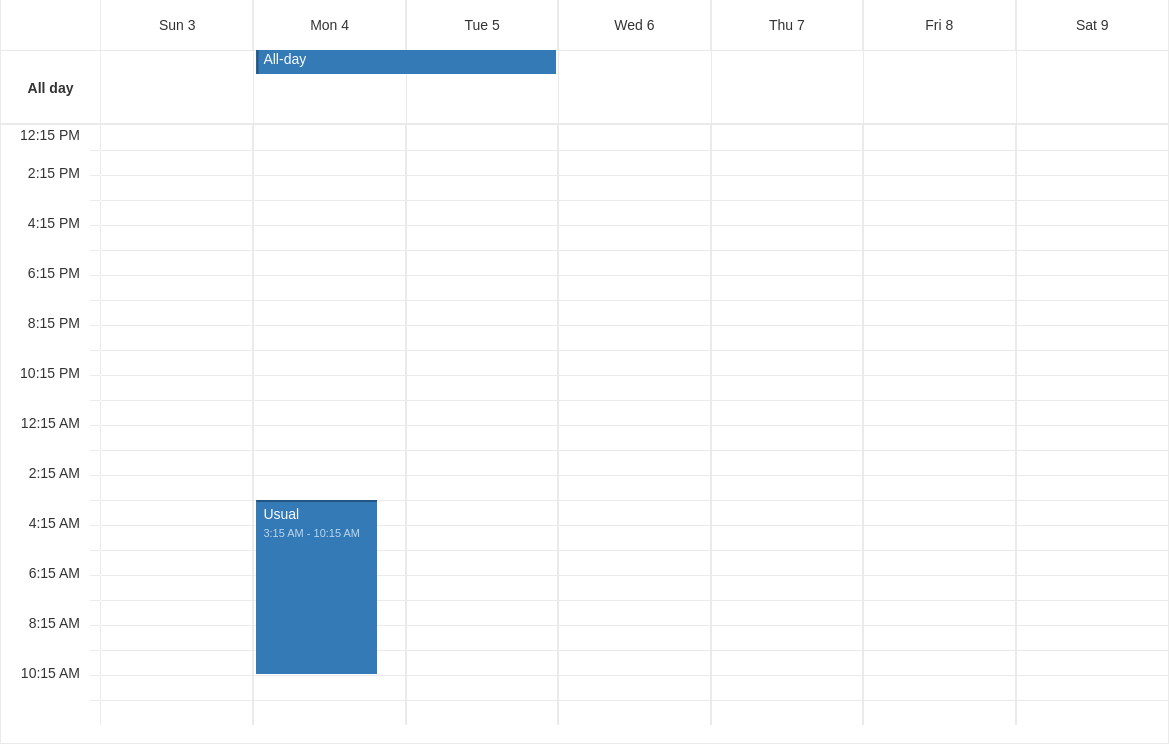 Sun 3
Mon 4
Tue 5
Wed 6
Thu 7
Fri 8
Sat 9
All day
All-day
12:15 PM
2:15 PM
4:15 PM
6:15 PM
8:15 PM
10:15 PM
12:15 AM
2:15 AM
4:15 AM
6:15 AM
8:15 AM
10:15 AM
Usual
3:15 AM - 10:15 AM